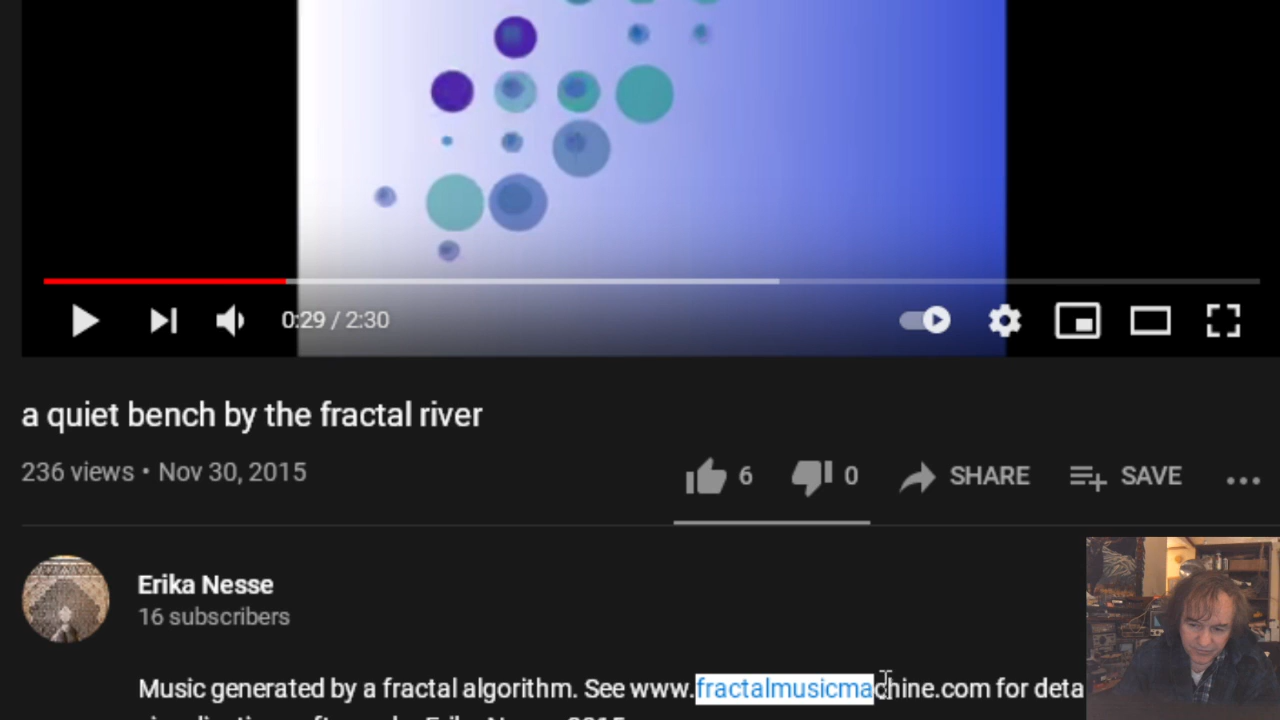 0:29 / 2:30
a quiet bench by the fractal river
236 views • Nov 30, 2015
6
0
SHARE
SAVE
Erika Nesse
16 subscribers
Music generated by a fractal algorithm. See www.fractalmusicmachine.com for deta